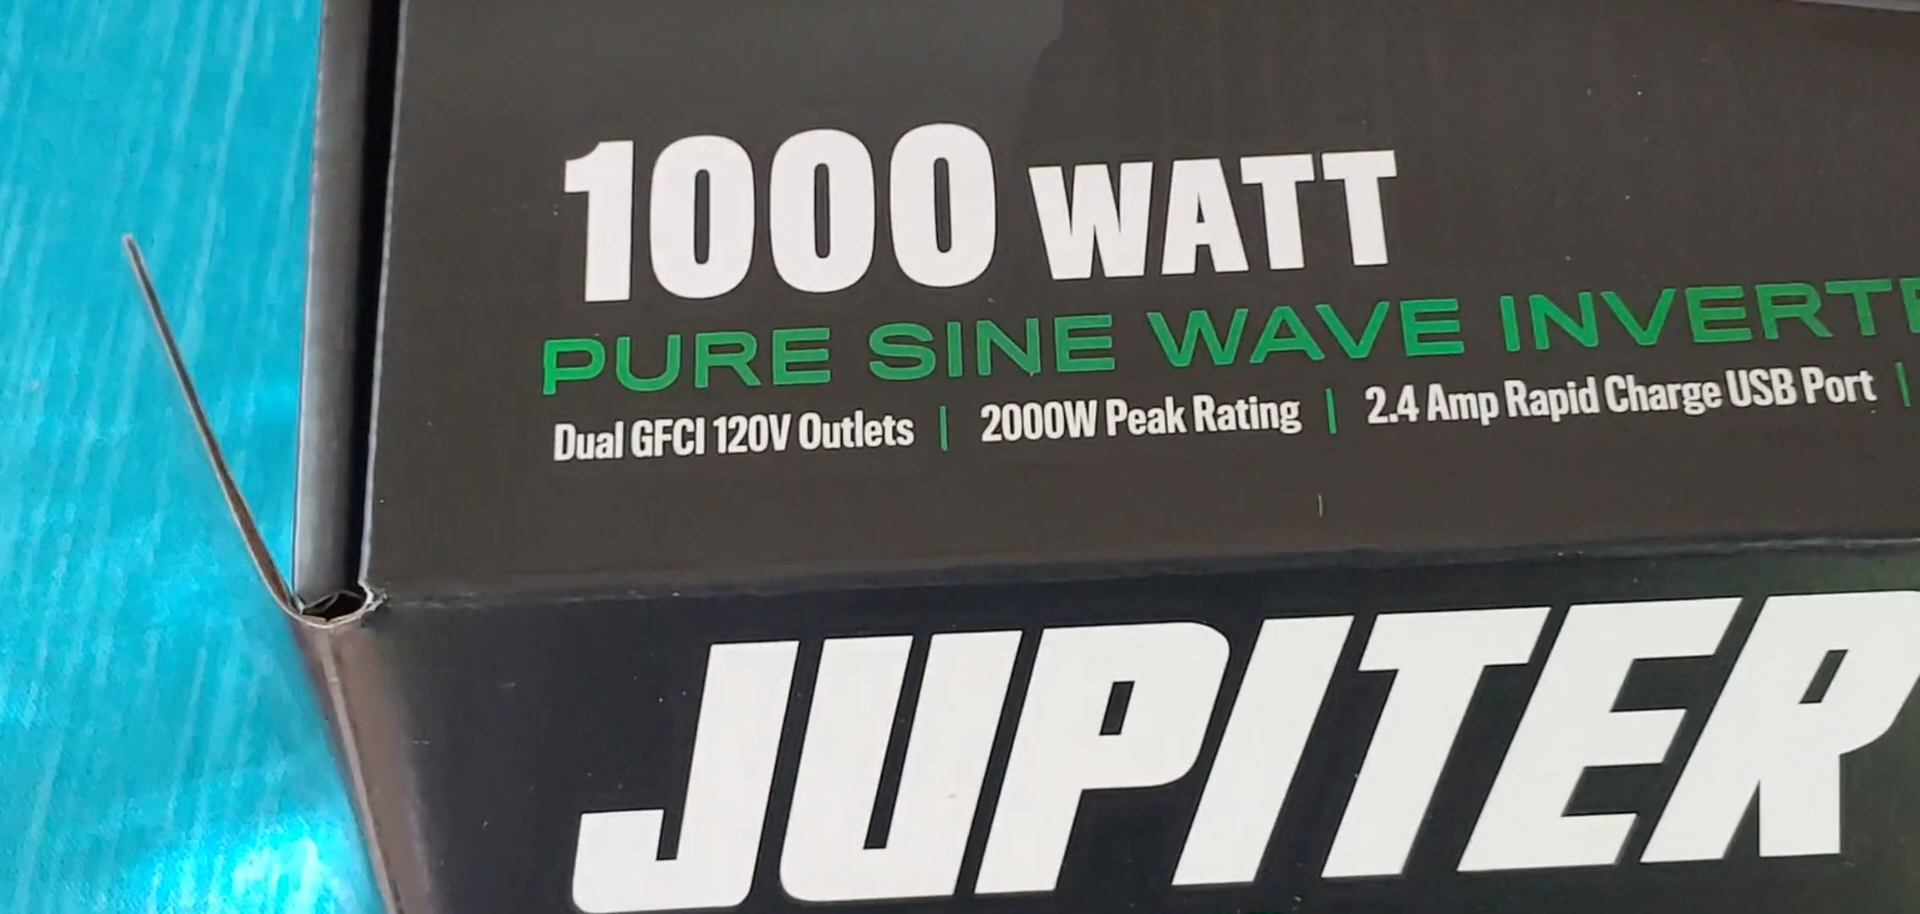 1000 WATT
PURE SINE WAVE INVERTE
Dual GFCI 120V Outlets | 2000W Peak Rating | 2.4 Amp Rapid Charge USB Port |
JUPITER